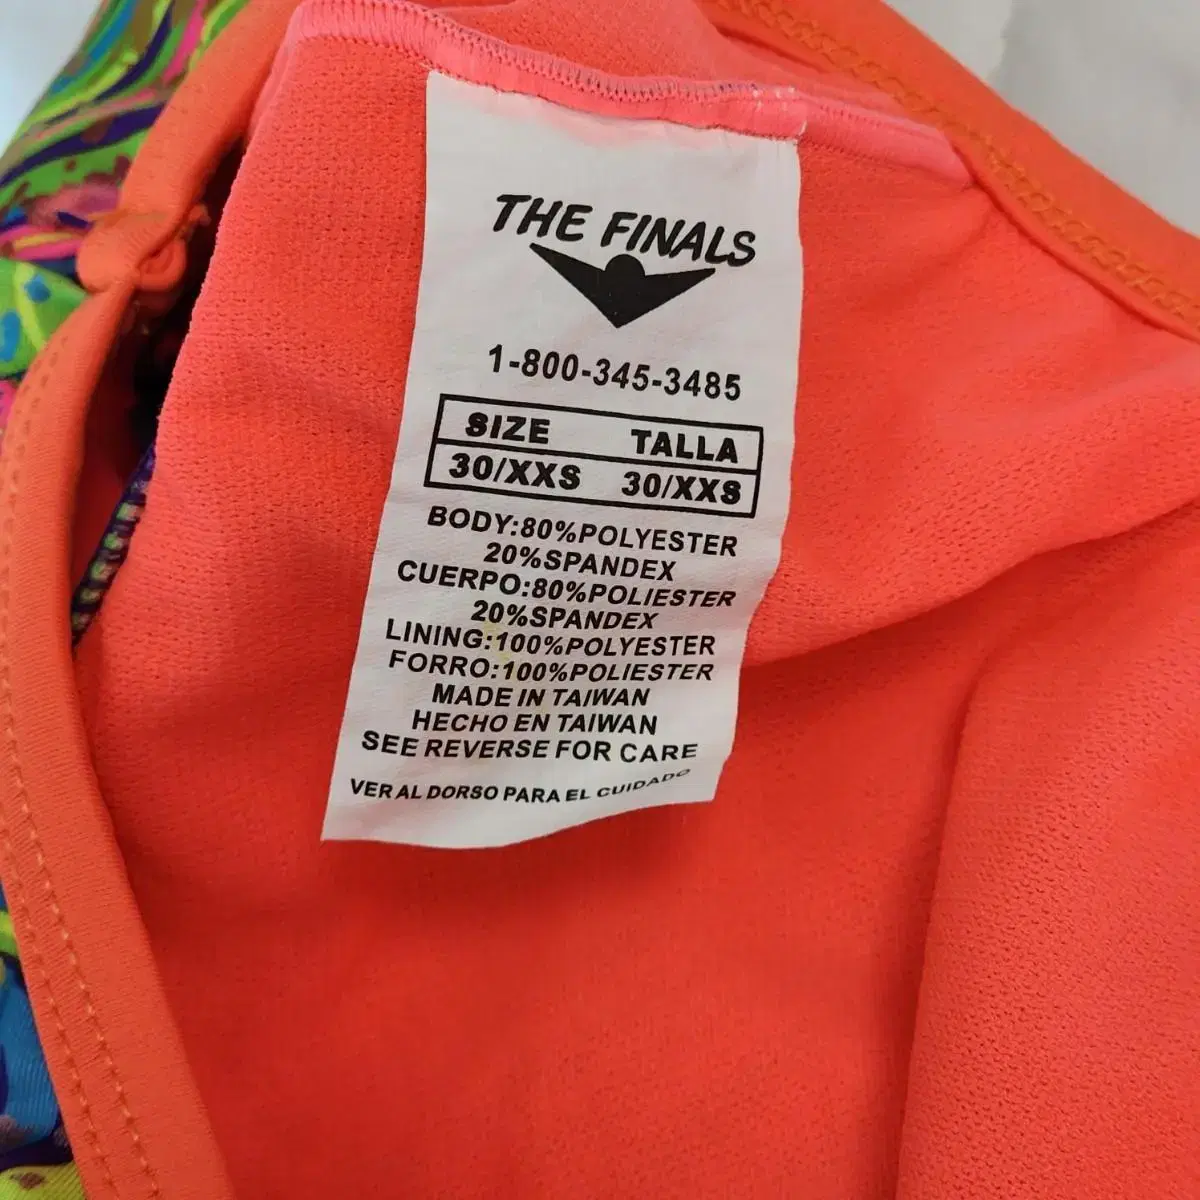 THE FINALS
1-800-345-3485
SIZE TALLA
30/XXS 30/XXS
BODY:80%POLYESTER
20%SPANDEX
CUERPO:80%POLIESTER
20%SPANDEX
LINING:100%POLYESTER
FORRO:100%POLIESTER
MADE IN TAIWAN
HECHO EN TAIWAN
SEE REVERSE FOR CARE
VER AL DORSO PARA EL CUIDADO